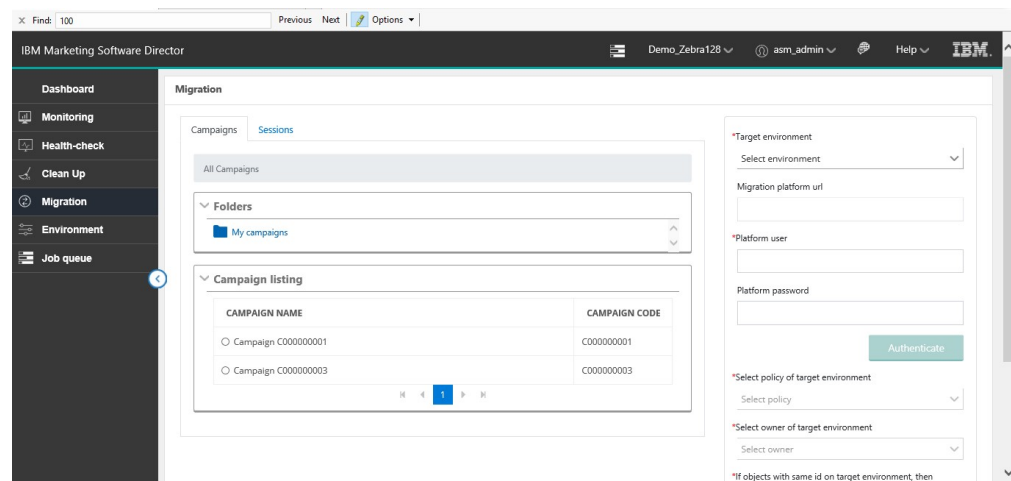 × Find: 100 Previous Next Options
IBM Marketing Software Director Demo_Zebra128 asm_admin Help IBM
Dashboard
Monitoring
Health-check
Clean Up
Migration
Environment
Job queue
Migration
Campaigns Sessions
All Campaigns
Folders
My campaigns
Campaign listing
CAMPAIGN NAME CAMPAIGN CODE
Campaign C000000001 C000000001
Campaign C000000003 C000000003
1
*Target environment
Select environment
Migration platform url
*Platform user
Platform password
Authenticate
*Select policy of target environment
Select policy
*Select owner of target environment
Select owner
*If objects with same id on target environment, then